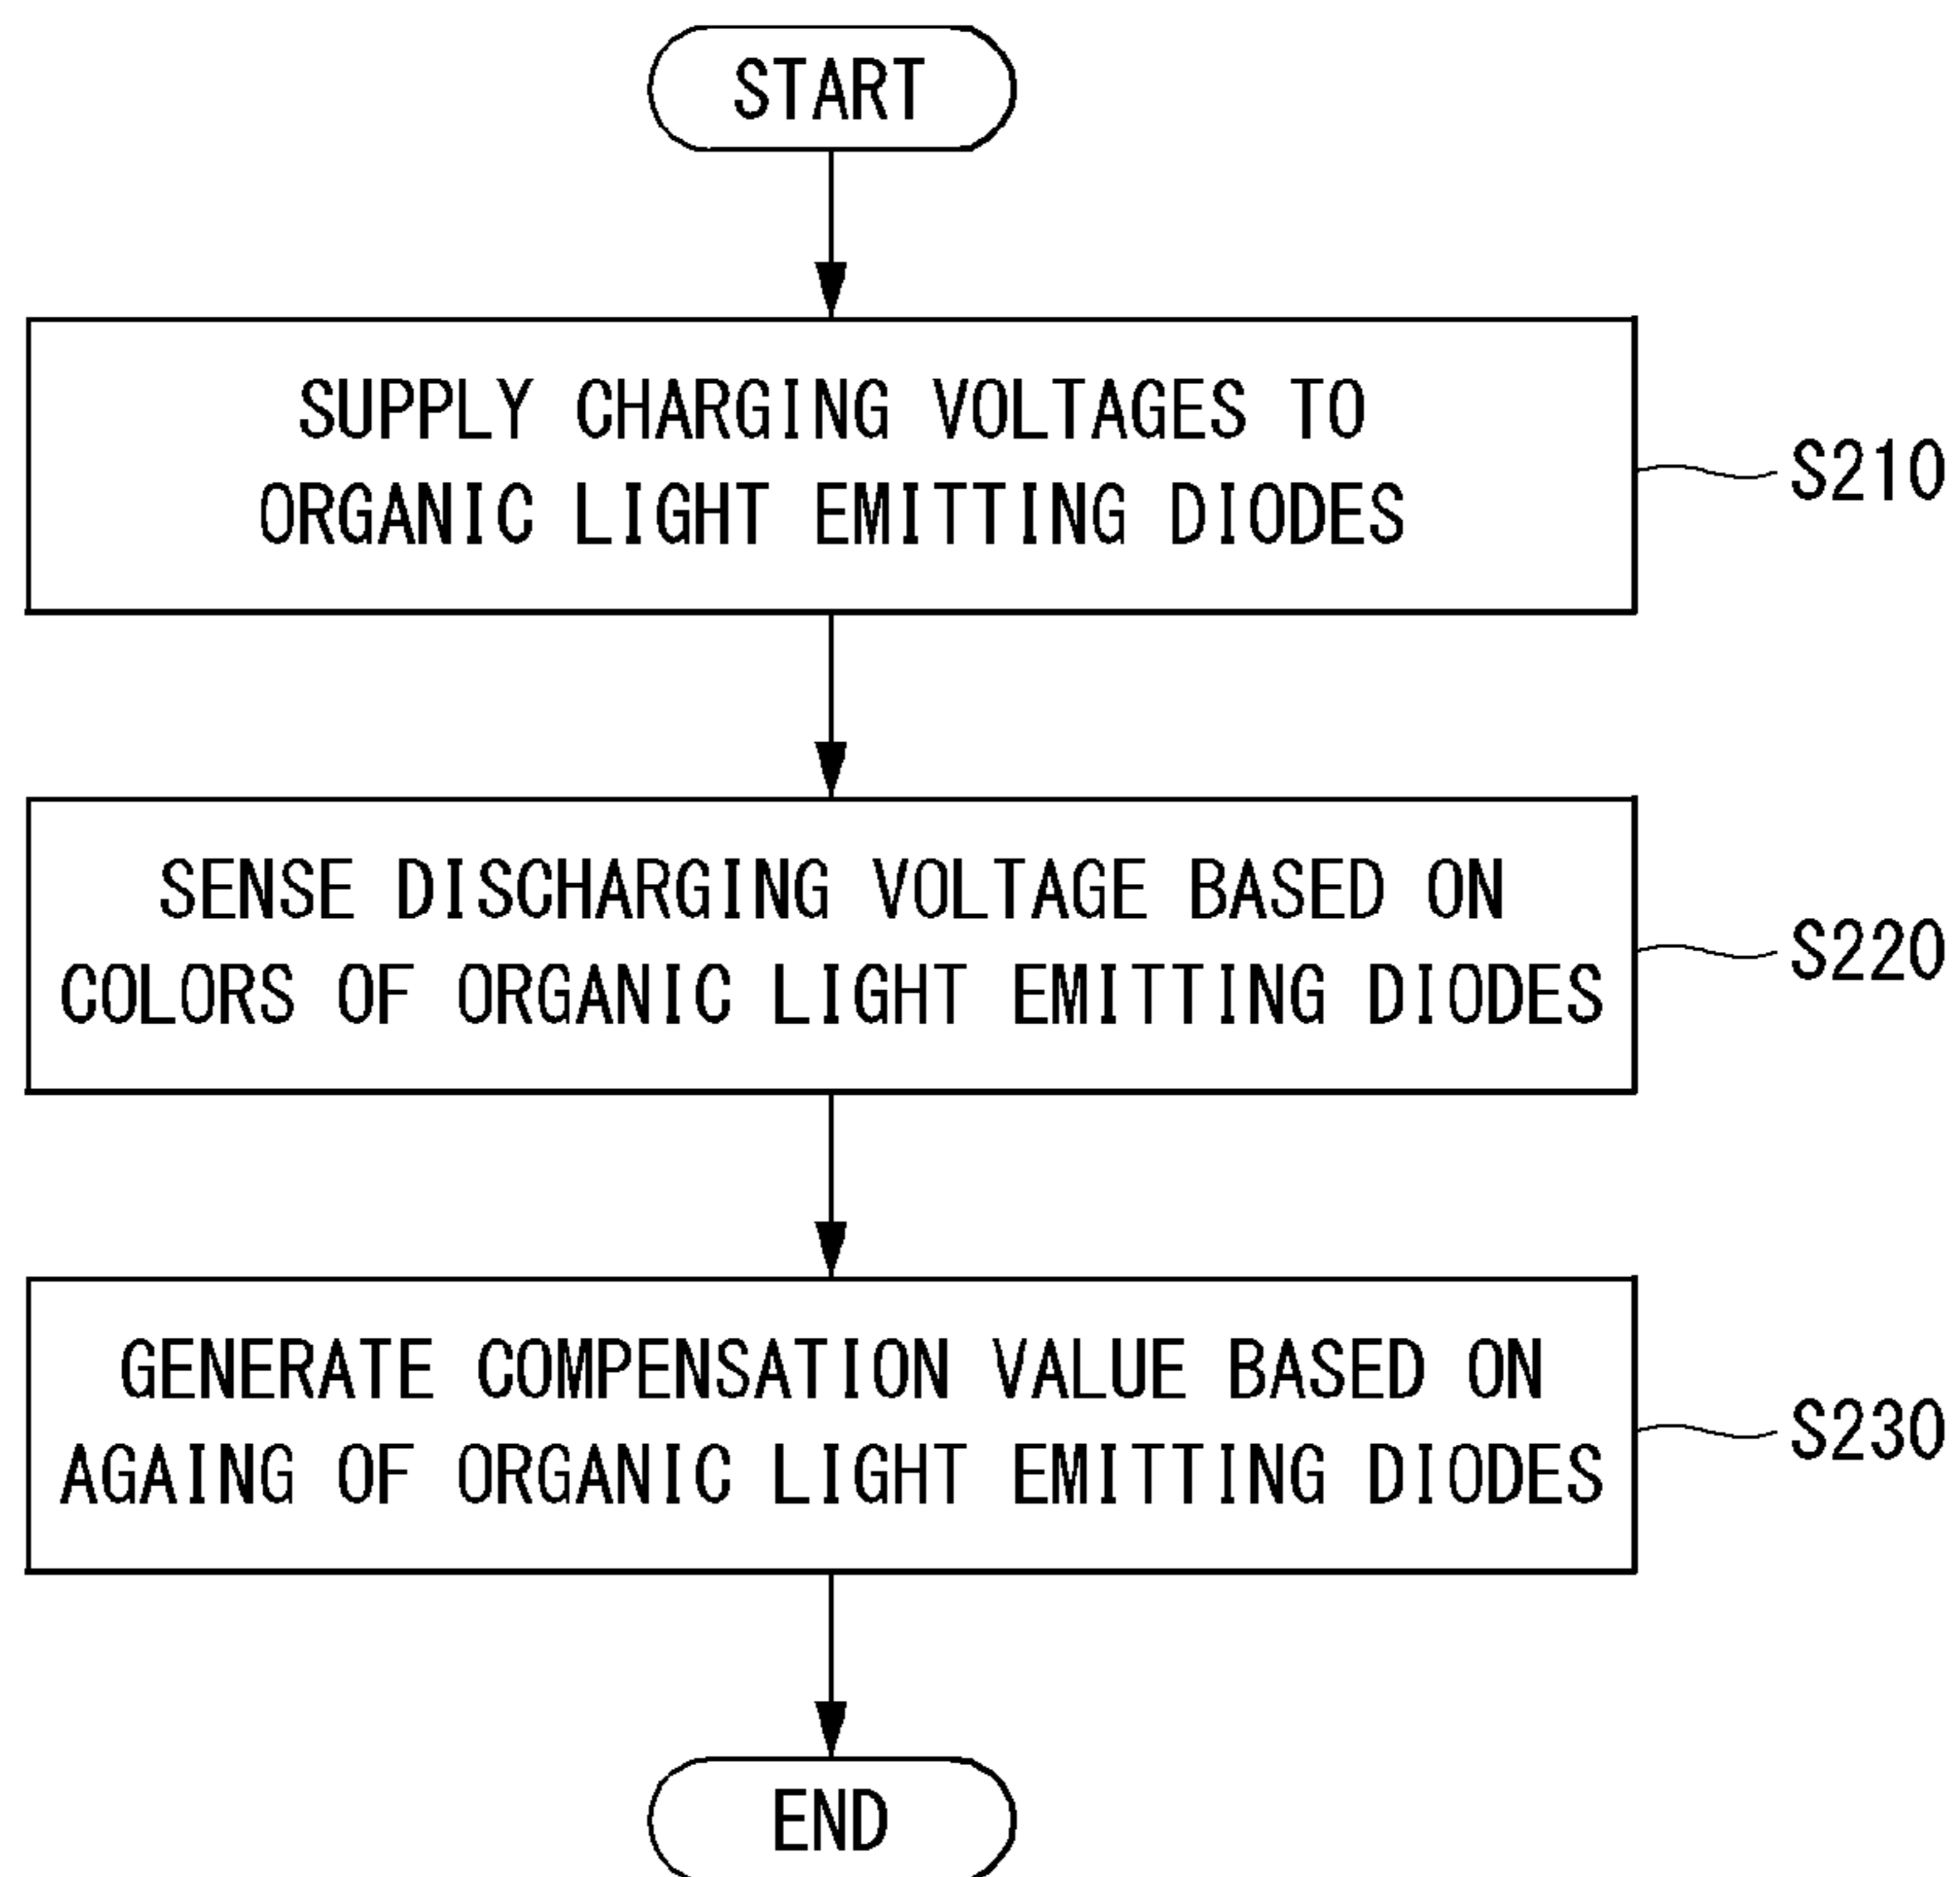 START
SUPPLY CHARGING VOLTAGES TO
ORGANIC LIGHT EMITTING DIODES
S210
SENSE DISCHARGING VOLTAGE BASED ON
COLORS OF ORGANIC LIGHT EMITTING DIODES
S220
GENERATE COMPENSATION VALUE BASED ON
AGAING OF ORGANIC LIGHT EMITTING DIODES
S230
END